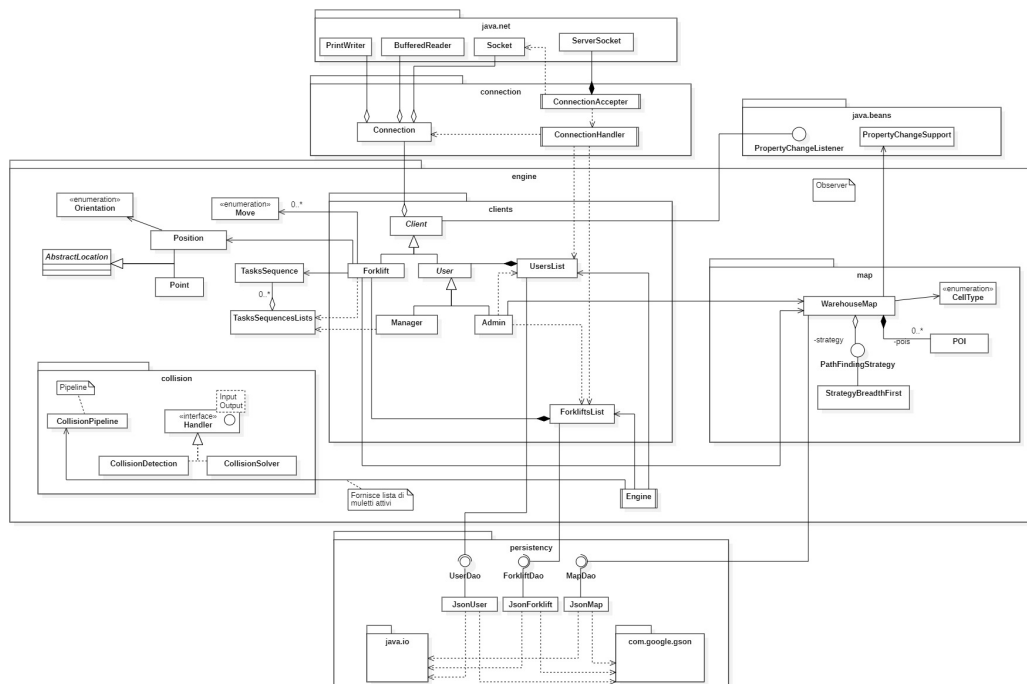 java.net
PrintWriter
BufferedReader
Socket
ServerSocket
connection
ConnectionAccepter
Connection
ConnectionHandler
java.beans
PropertyChangeListener
PropertyChangeSupport
engine
Observer
«enumeration»
Orientation
«enumeration»
Move
0..*
clients
Client
Position
AbstractLocation
Point
TasksSequence
0..*
TasksSequencesLists
Forklift
User
UsersList
Manager
Admin
ForkliftsList
map
«enumeration»
CellType
WarehouseMap
-strategy
0..*
-pois
POI
PathFindingStrategy
StrategyBreadthFirst
collision
Pipeline
CollisionPipeline
Input
Output
«interface»
Handler
CollisionDetection
CollisionSolver
Fornisce lista di
muletti attivi
Engine
persistency
UserDao
ForkliftDao
MapDao
JsonUser
JsonForklift
JsonMap
java.io
com.google.gson